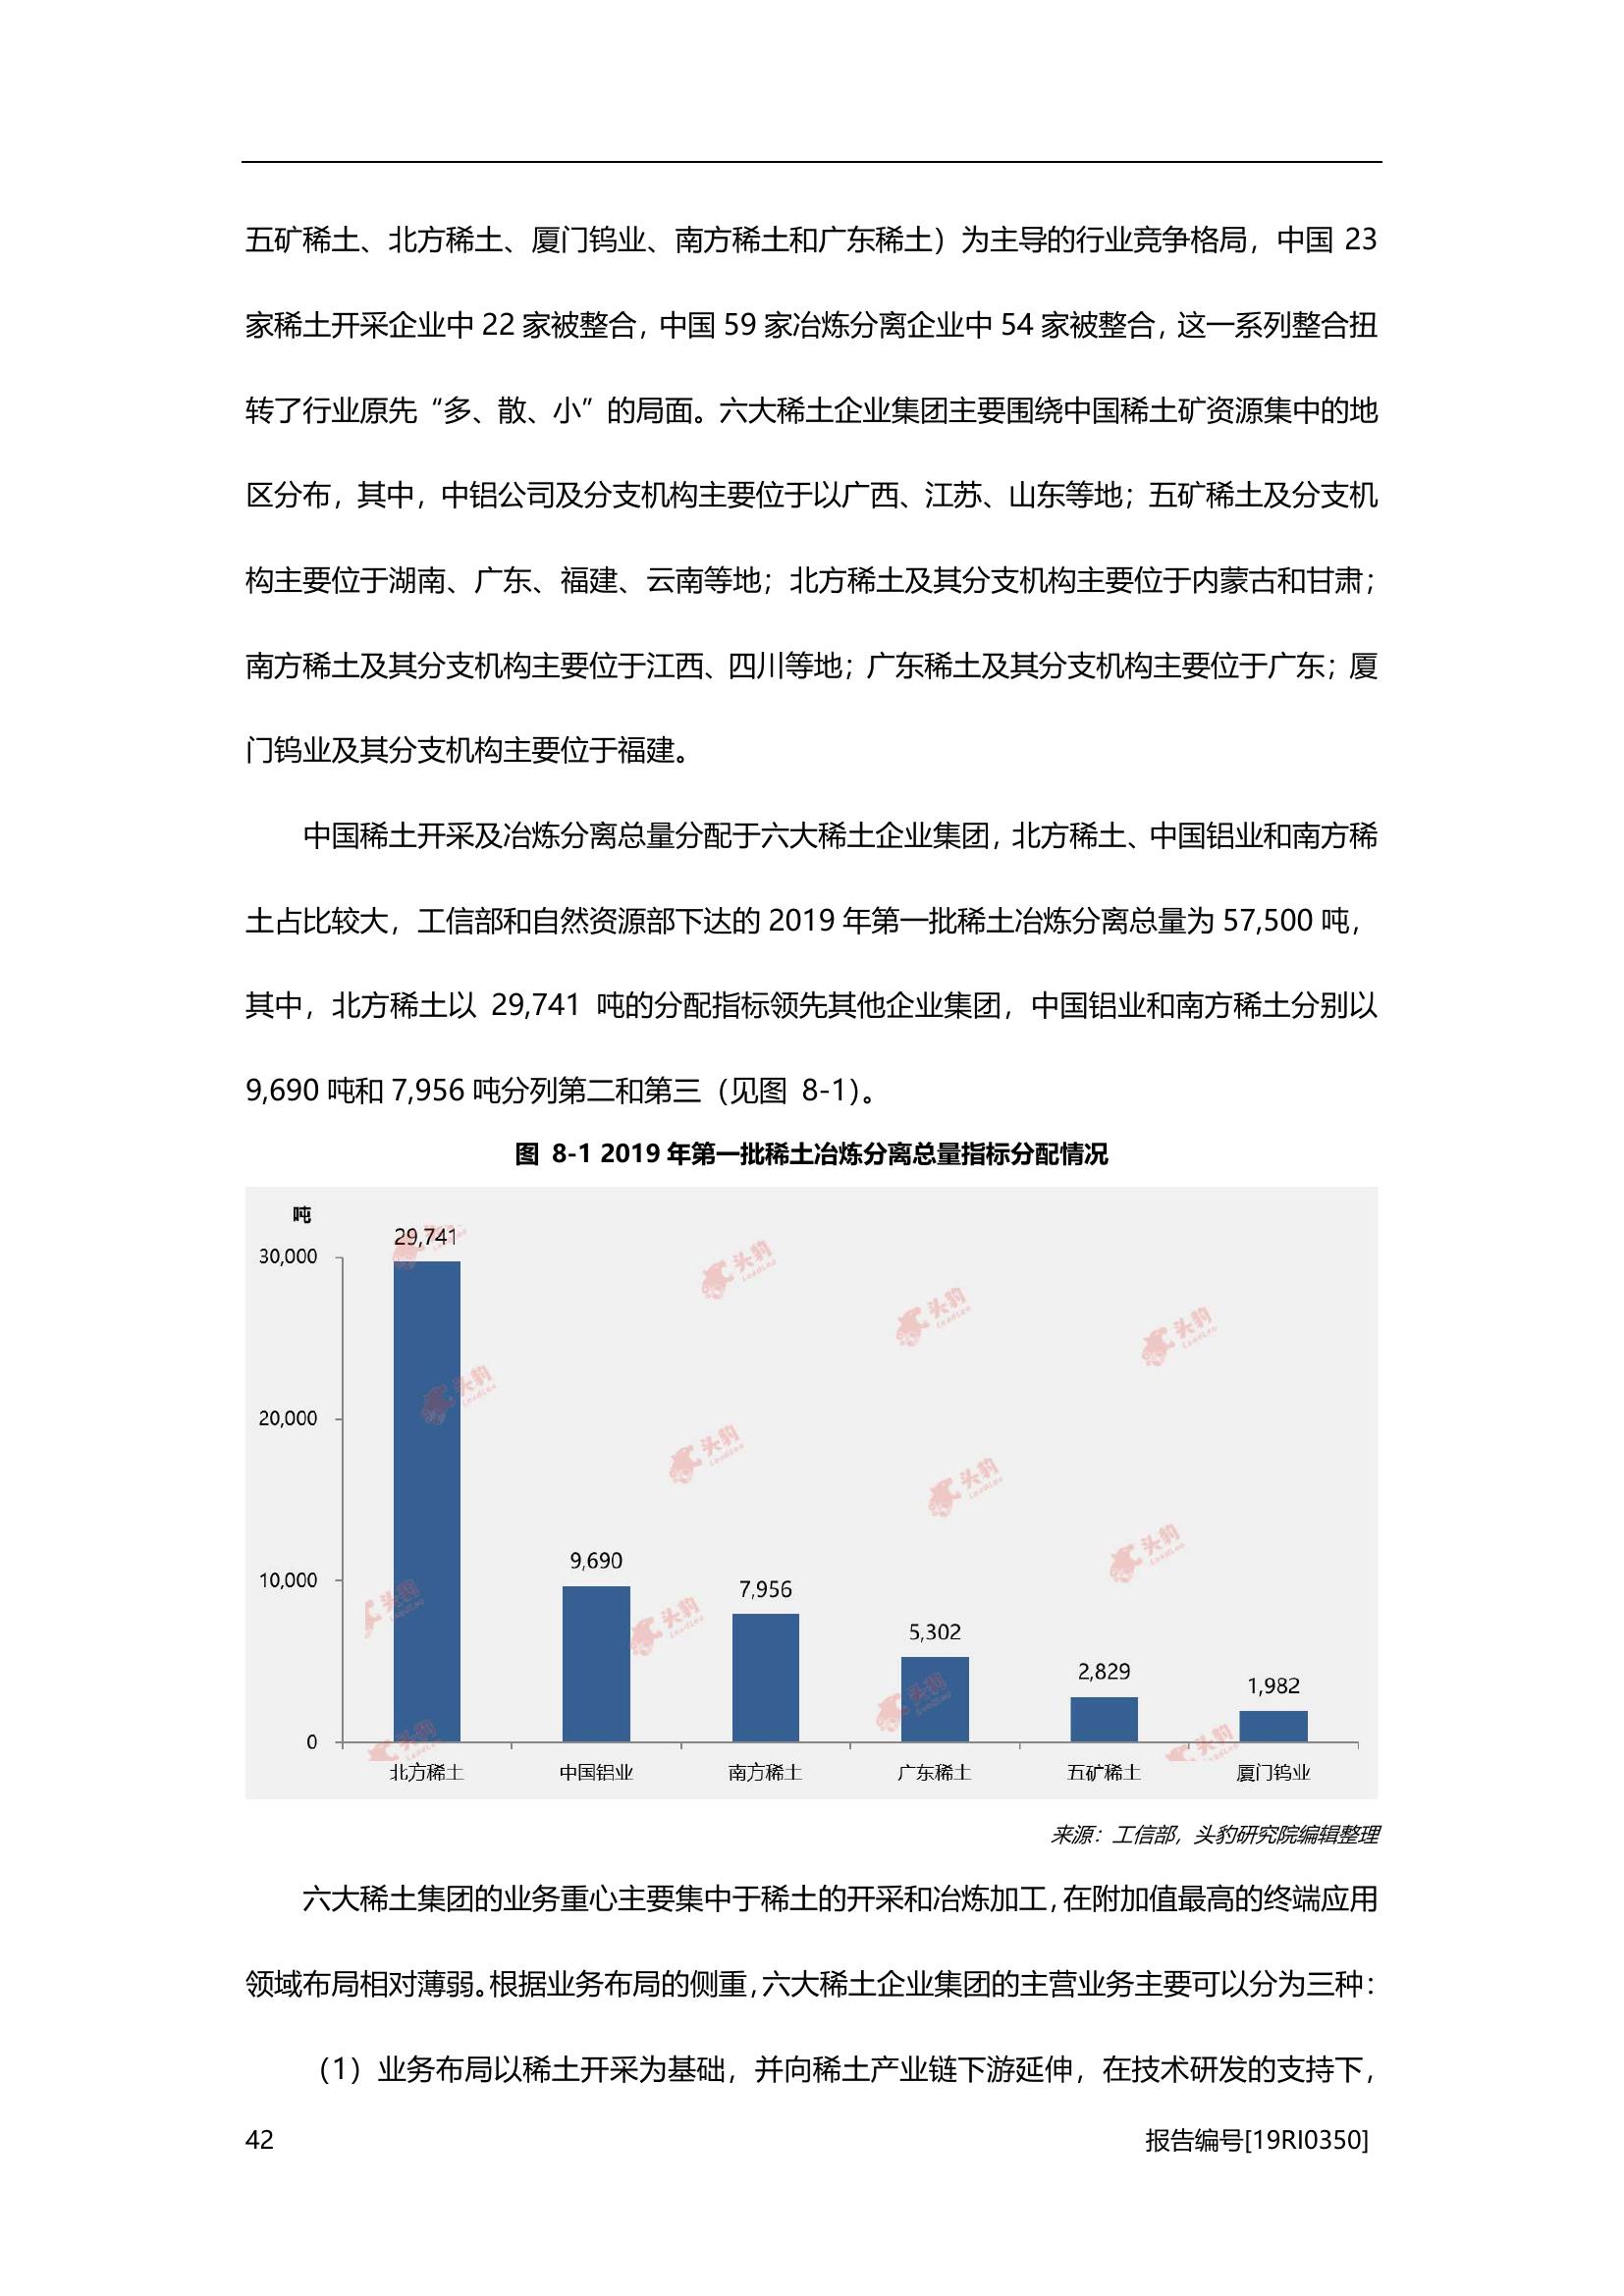 五矿稀土、北方稀土、厦门钨业、南方稀土和广东稀土）为主导的行业竞争格局，中国 23
家稀土开采企业中 22 家被整合，中国 59 家冶炼分离企业中 54 家被整合，这一系列整合扭
转了行业原先“多、散、小”的局面。六大稀土企业集团主要围绕中国稀土矿资源集中的地
区分布，其中，中铝公司及分支机构主要位于以广西、江苏、山东等地；五矿稀土及分支机
构主要位于湖南、广东、福建、云南等地；北方稀土及其分支机构主要位于内蒙古和甘肃；
南方稀土及其分支机构主要位于江西、四川等地；广东稀土及其分支机构主要位于广东；厦
门钨业及其分支机构主要位于福建。
中国稀土开采及冶炼分离总量分配于六大稀土企业集团，北方稀土、中国铝业和南方稀
土占比较大，工信部和自然资源部下达的 2019 年第一批稀土冶炼分离总量为 57,500 吨，
其中，北方稀土以 29,741 吨的分配指标领先其他企业集团，中国铝业和南方稀土分别以
9,690 吨和 7,956 吨分列第二和第三（见图 8-1）。
图 8-1 2019 年第一批稀土冶炼分离总量指标分配情况
吨
30,000
20,000
10,000
0
29,741
9,690
7,956
5,302
2,829
1,982
北方稀土
中国铝业
南方稀土
广东稀土
五矿稀土
厦门钨业
头豹
LeadLeo
来源：工信部，头豹研究院编辑整理
六大稀土集团的业务重心主要集中于稀土的开采和冶炼加工，在附加值最高的终端应用
领域布局相对薄弱。根据业务布局的侧重，六大稀土企业集团的主营业务主要可以分为三种：
（1）业务布局以稀土开采为基础，并向稀土产业链下游延伸，在技术研发的支持下，
42
报告编号[19RI0350]